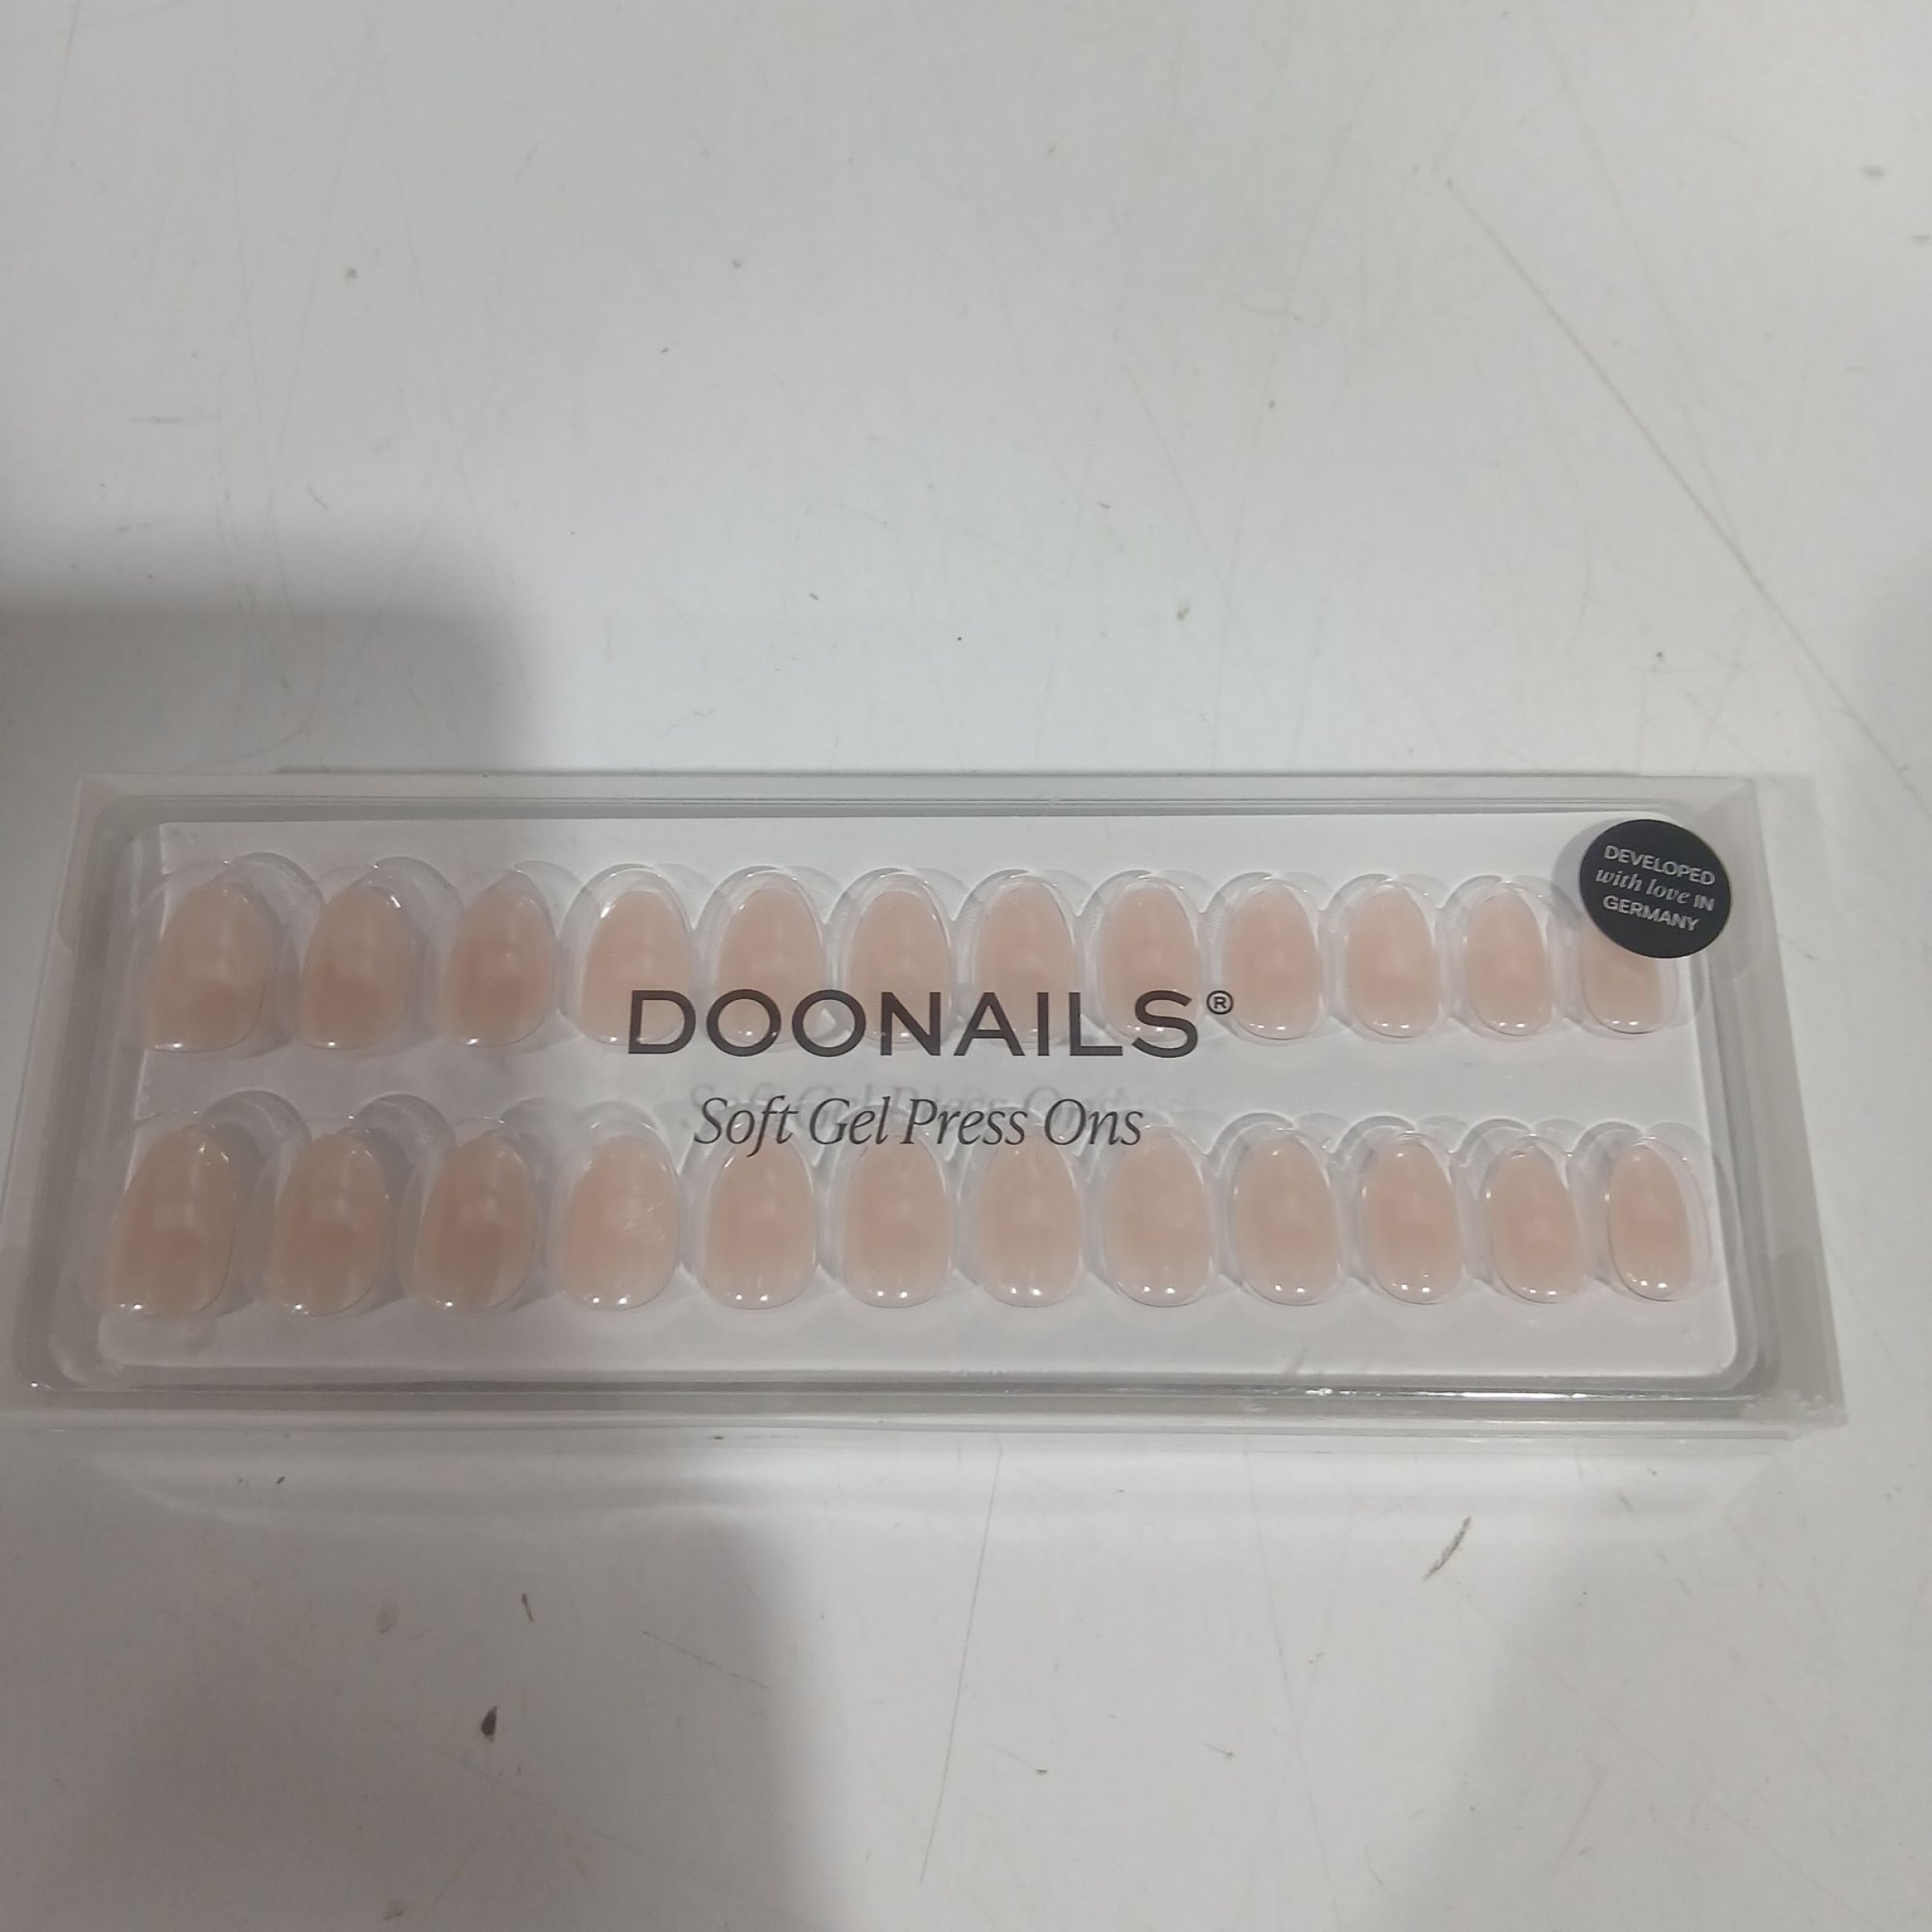 DEVELOPED
with love IN
GERMANY
DOONAILS®
Soft Gel Press Ons